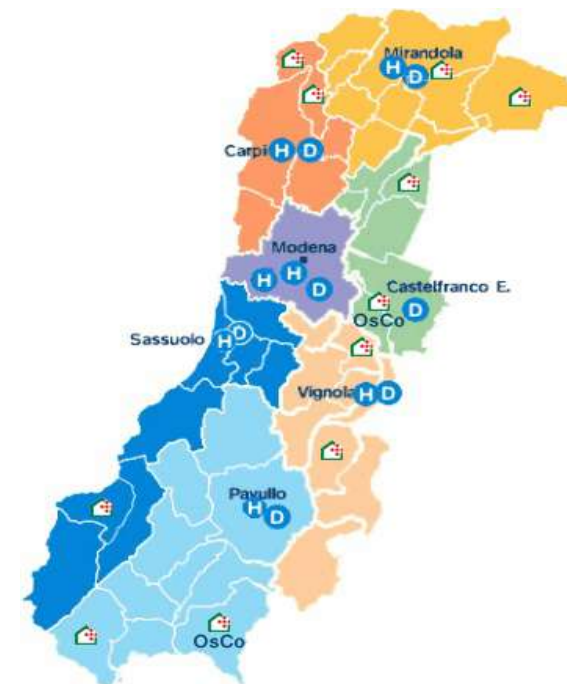 Mirandola
H D
Carpi H D
Modena
H H D
Castelfranco E.
D
OsCo
Sassuolo
H D
Vignola H D
Pavullo
H D
OsCo